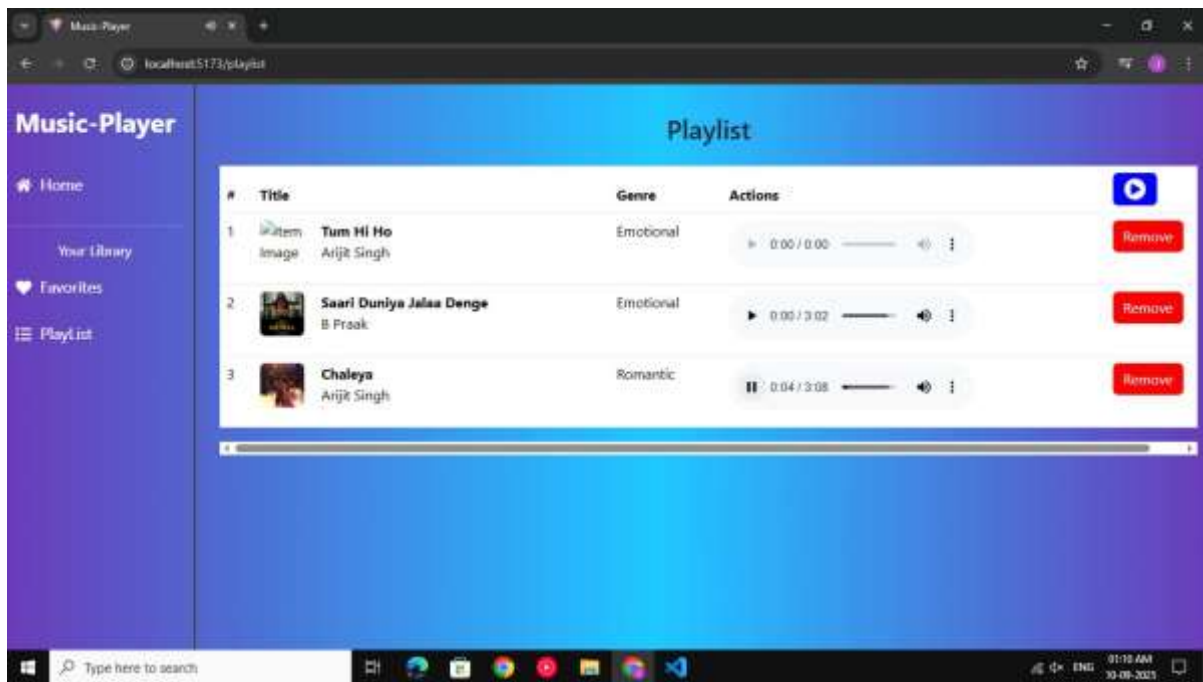 Music-Player
localhost:5173/playlist
Music-Player
Home
Your Library
Favorites
PlayList
Playlist
# Title Genre Actions
1 item Image Tum Hi Ho Emotional 0:00 / 0:00 Remove
Arijit Singh
2 Saari Duniya Jalaa Denge Emotional 0:00 / 3:02 Remove
B Praak
3 Chaleya Romantic 0:04 / 3:08 Remove
Arijit Singh
Type here to search
ENG
01:10 AM
10-09-2025